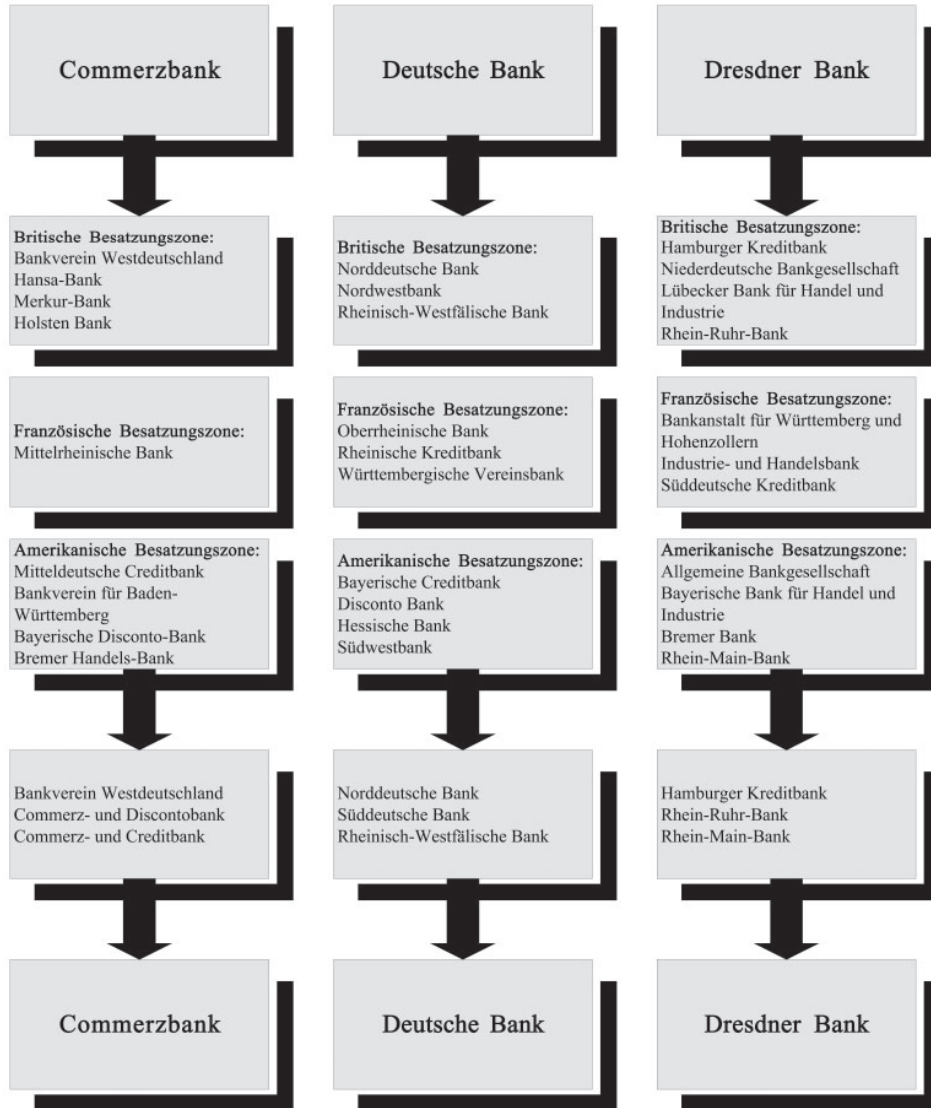 Commerzbank
Deutsche Bank
Dresdner Bank
Britische Besatzungszone:
Bankverein Westdeutschland
Hansa-Bank
Merkur-Bank
Holsten Bank
Britische Besatzungszone:
Norddeutsche Bank
Nordwestbank
Rheinisch-Westfälische Bank
Britische Besatzungszone:
Hamburger Kreditbank
Niederdeutsche Bankgesellschaft
Lübecker Bank für Handel und
Industrie
Rhein-Ruhr-Bank
Französische Besatzungszone:
Mittelrheinische Bank
Französische Besatzungszone:
Oberrheinische Bank
Rheinische Kreditbank
Württembergische Vereinsbank
Französische Besatzungszone:
Bankanstalt für Württemberg und
Hohenzollern
Industrie- und Handelsbank
Süddeutsche Kreditbank
Amerikanische Besatzungszone:
Mitteldeutsche Creditbank
Bankverein für Baden-
Württemberg
Bayerische Disconto-Bank
Bremer Handels-Bank
Amerikanische Besatzungszone:
Bayerische Creditbank
Disconto Bank
Hessische Bank
Südwestbank
Amerikanische Besatzungszone:
Allgemeine Bankgesellschaft
Bayerische Bank für Handel und
Industrie
Bremer Bank
Rhein-Main-Bank
Bankverein Westdeutschland
Commerz- und Discontobank
Commerz- und Creditbank
Norddeutsche Bank
Süddeutsche Bank
Rheinisch-Westfälische Bank
Hamburger Kreditbank
Rhein-Ruhr-Bank
Rhein-Main-Bank
Commerzbank
Deutsche Bank
Dresdner Bank